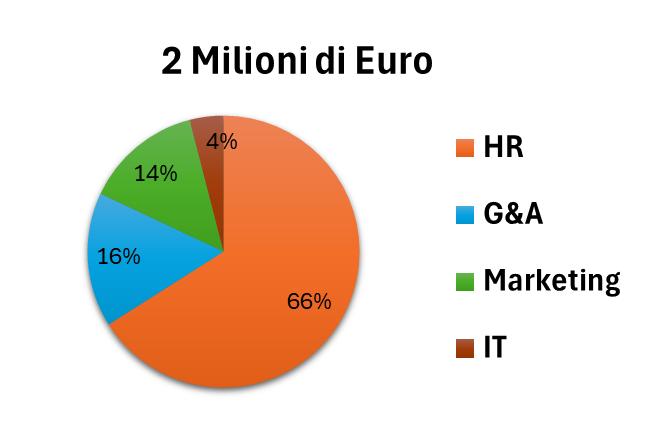 2 Milioni di Euro
4%
14%
16%
66%
HR
G&A
Marketing
IT